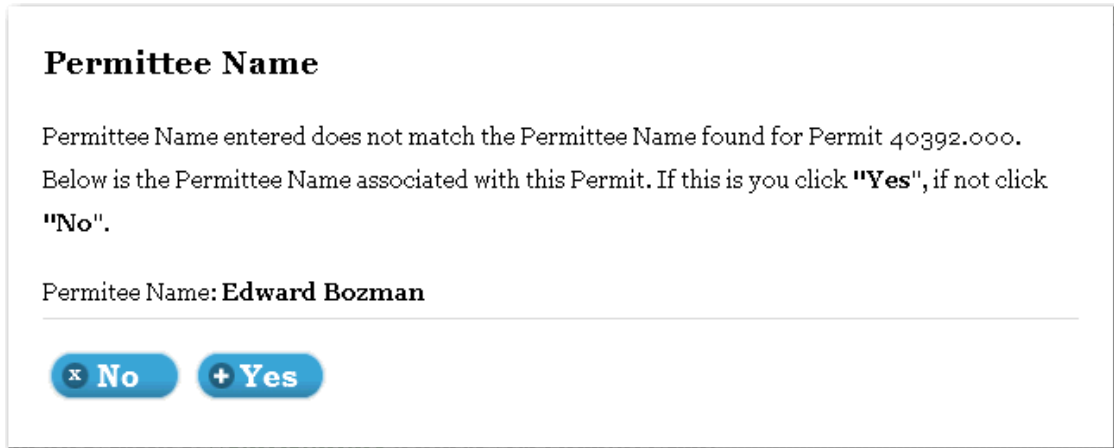 Permittee Name
Permittee Name entered does not match the Permittee Name found for Permit 40392.000.
Below is the Permittee Name associated with this Permit. If this is you click "Yes", if not click
"No".
Permitee Name: Edward Bozman
x No + Yes